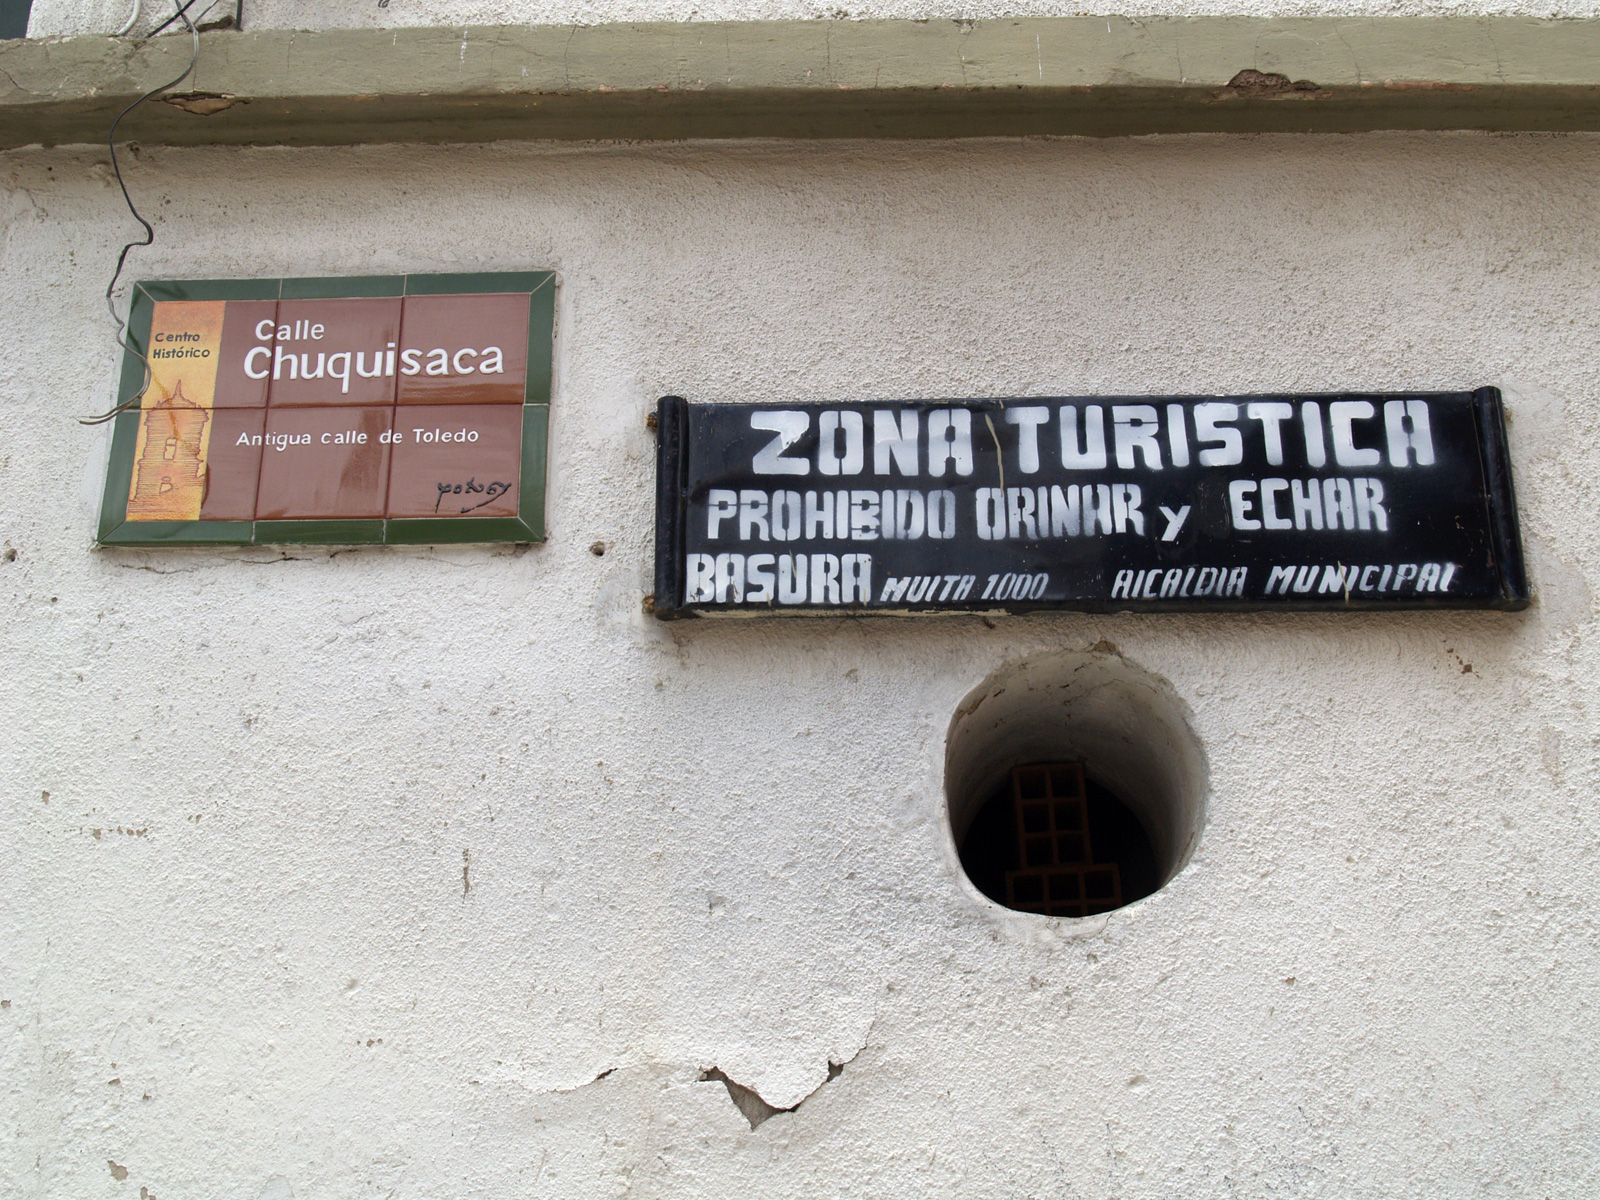 Centro
Histórico
Calle
Chuquisaca
Antigua calle de Toledo
ZONA TURISTICA
PROHIBIDO ORINAR y ECHAR
BASURA MULTA 1.000 ALCALDIA MUNICIPAL